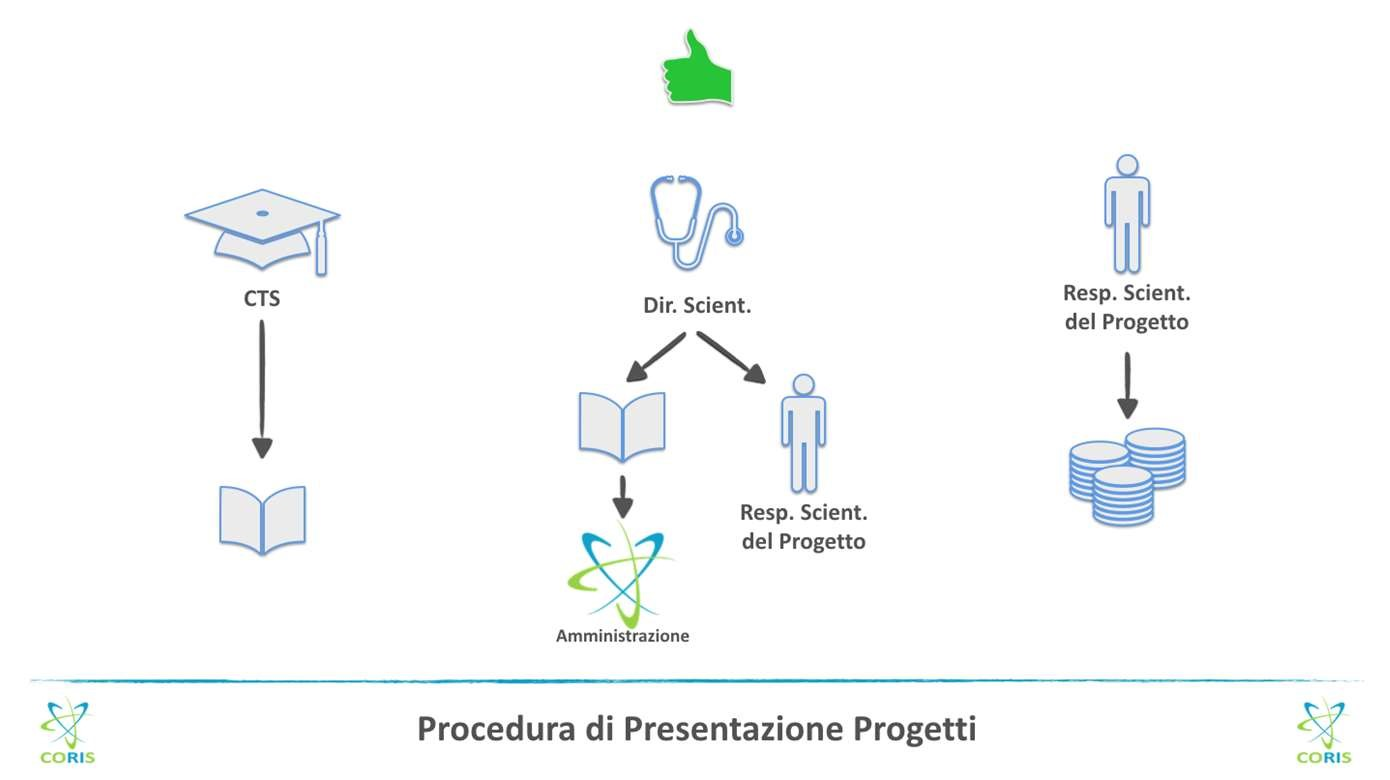 CTS
Dir. Scient.
Resp. Scient.
del Progetto
Resp. Scient.
del Progetto
Amministrazione
Procedura di Presentazione Progetti
CORIS
CORIS